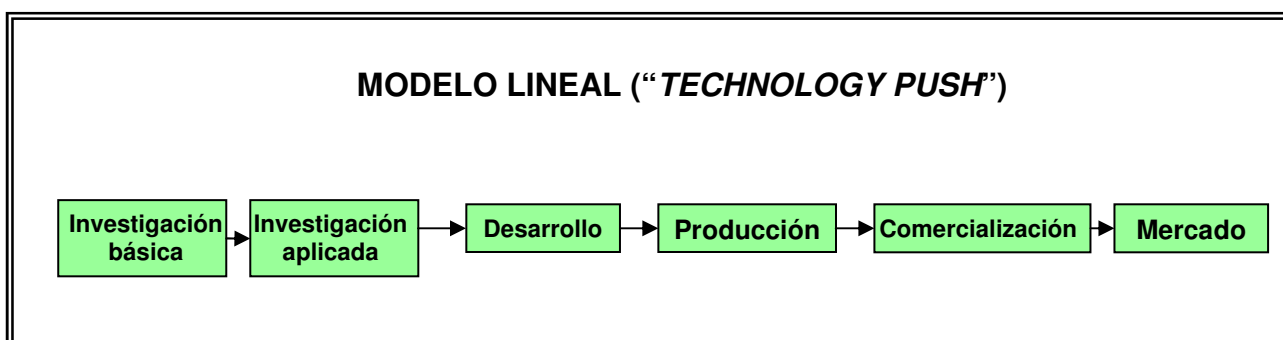 MODELO LINEAL (“TECHNOLOGY PUSH”)
Investigación
básica
Investigación
aplicada
Desarrollo
Producción
Comercialización
Mercado